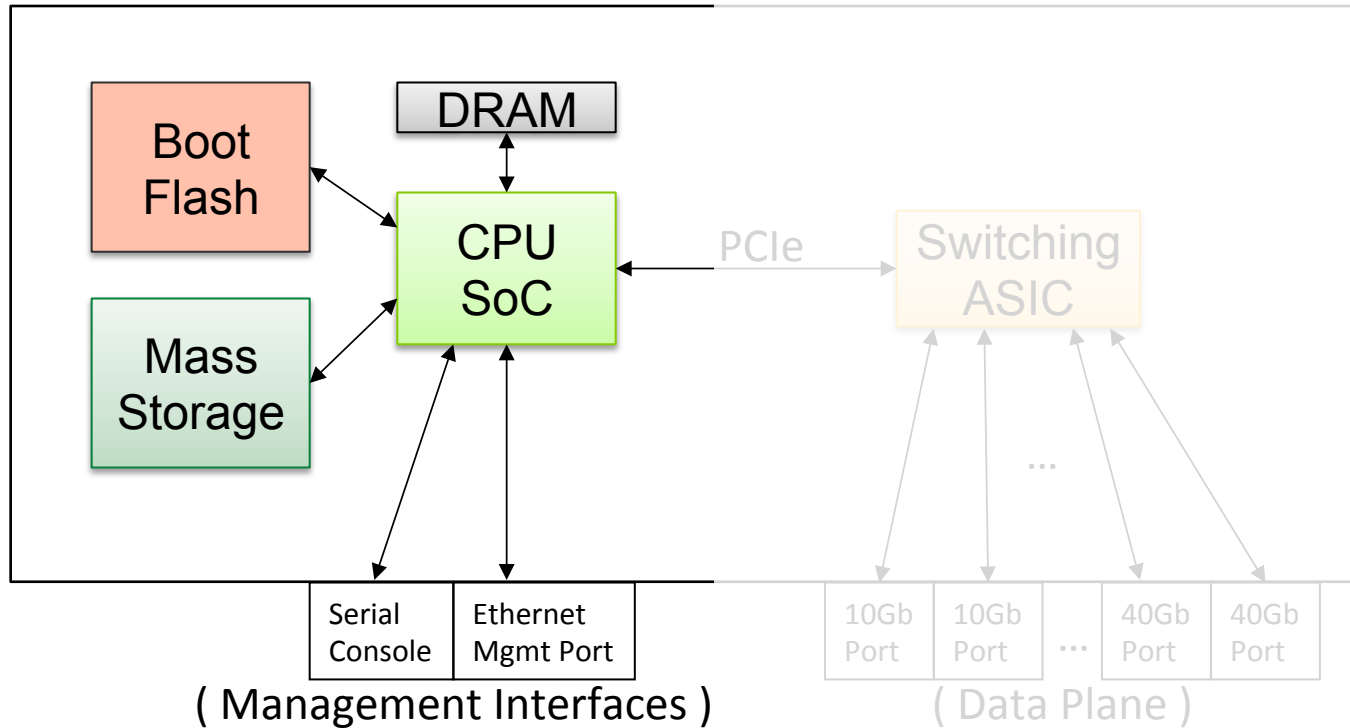 Boot
Flash
DRAM
CPU
SoC
PCIe
Switching
ASIC
Mass
Storage
...
Serial
Console
Ethernet
Mgmt Port
10Gb
Port
10Gb
Port
...
40Gb
Port
40Gb
Port
( Management Interfaces )
( Data Plane )